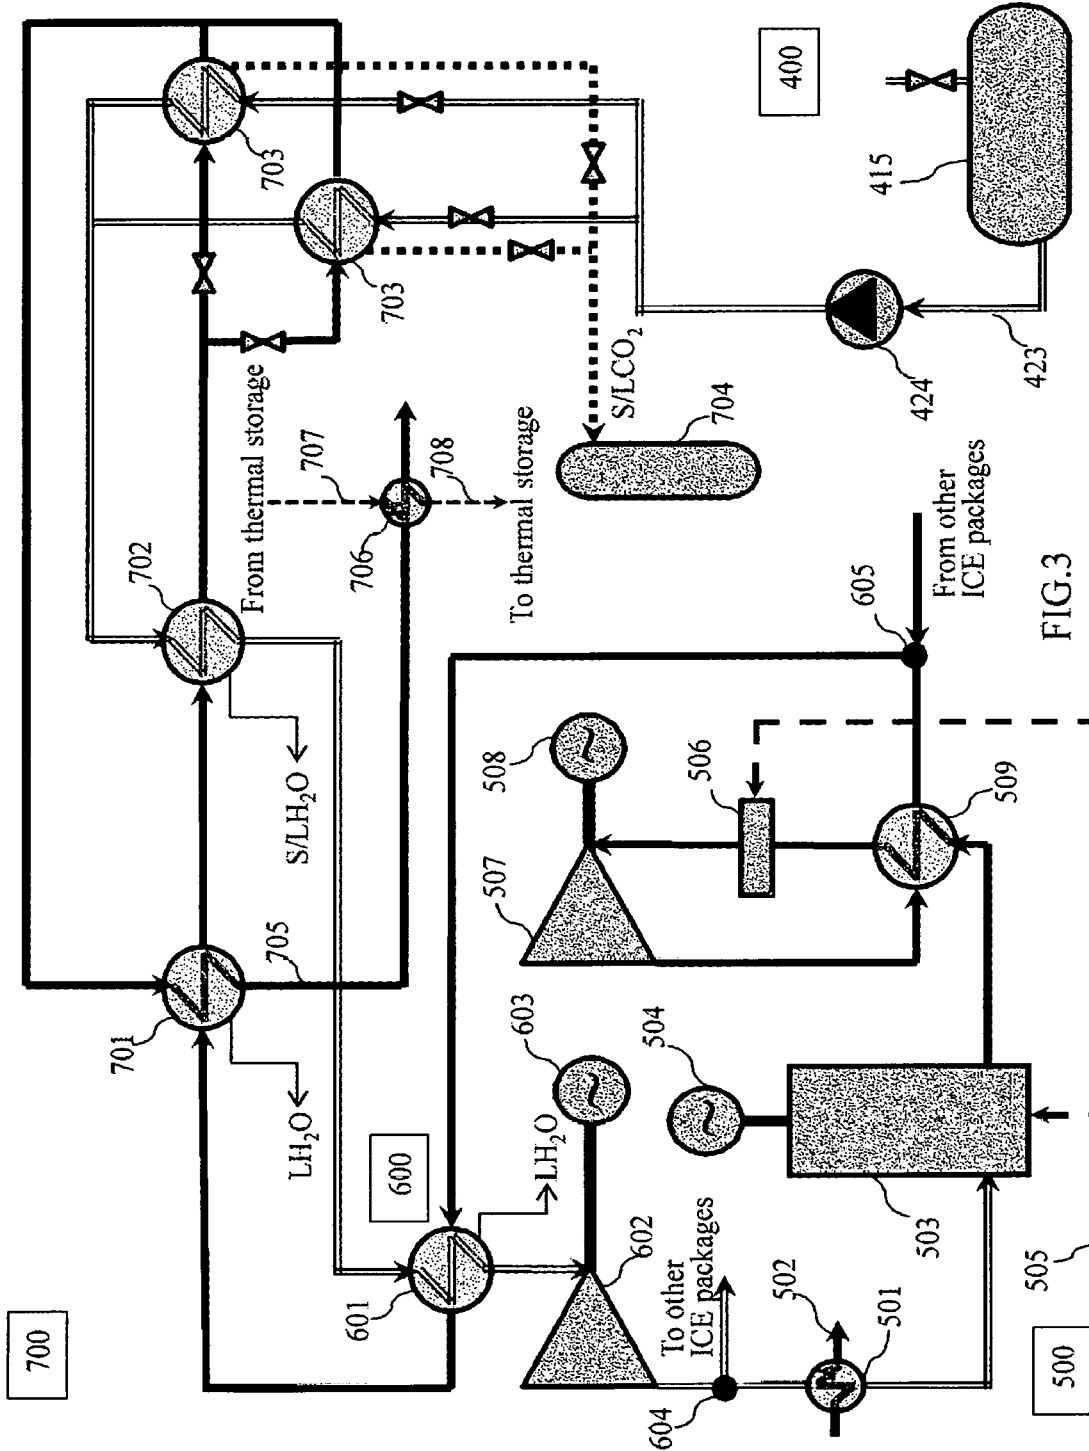 700
701
LH₂O
705
S/LH₂O
702
From thermal storage
707
706
708
To thermal storage
703
703
S/LCO₂
704
400
415
423
424
600
601
LH₂O
603
602
To other
ICE packages
604
502
501
500
505
503
504
507
508
506
509
605
From other
ICE packages
FIG.3